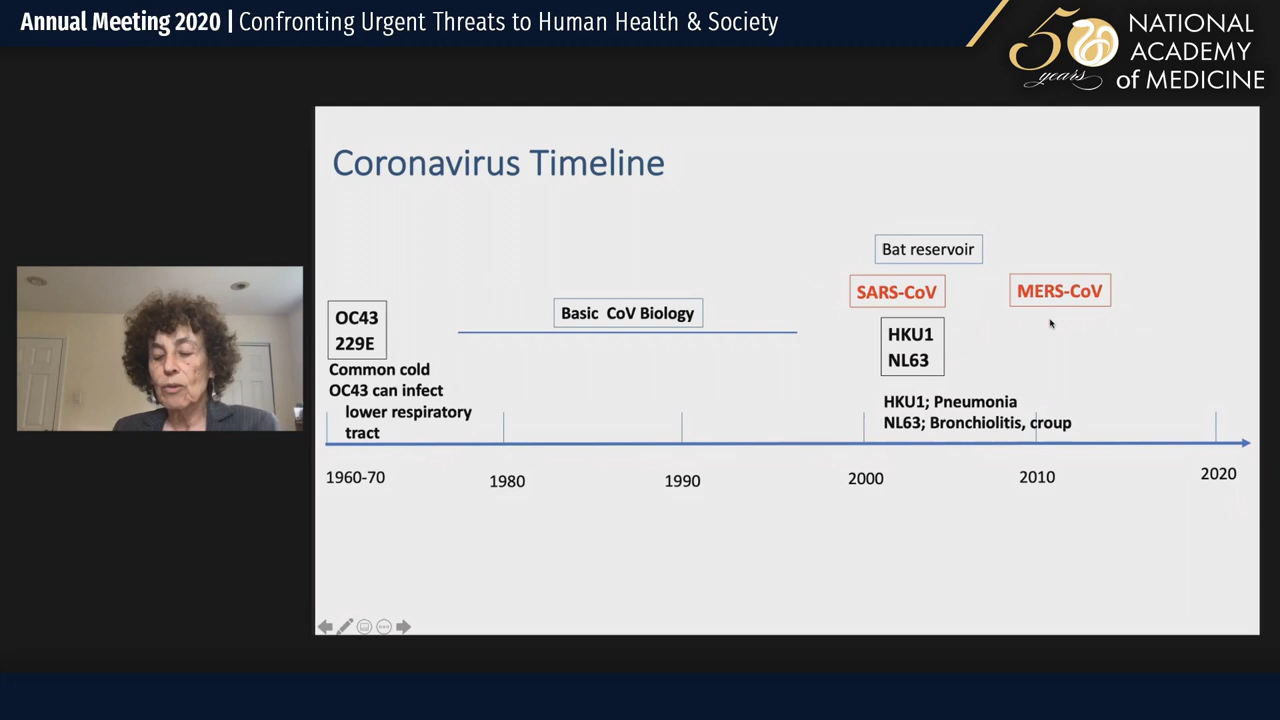 Annual Meeting 2020 | Confronting Urgent Threats to Human Health & Society
50 years
NATIONAL
ACADEMY
of MEDICINE
Coronavirus Timeline
Bat reservoir
SARS-CoV
MERS-CoV
OC43
229E
Basic CoV Biology
HKU1
NL63
Common cold
OC43 can infect
lower respiratory
tract
HKU1; Pneumonia
NL63; Bronchiolitis, croup
1960-70
1980
1990
2000
2010
2020